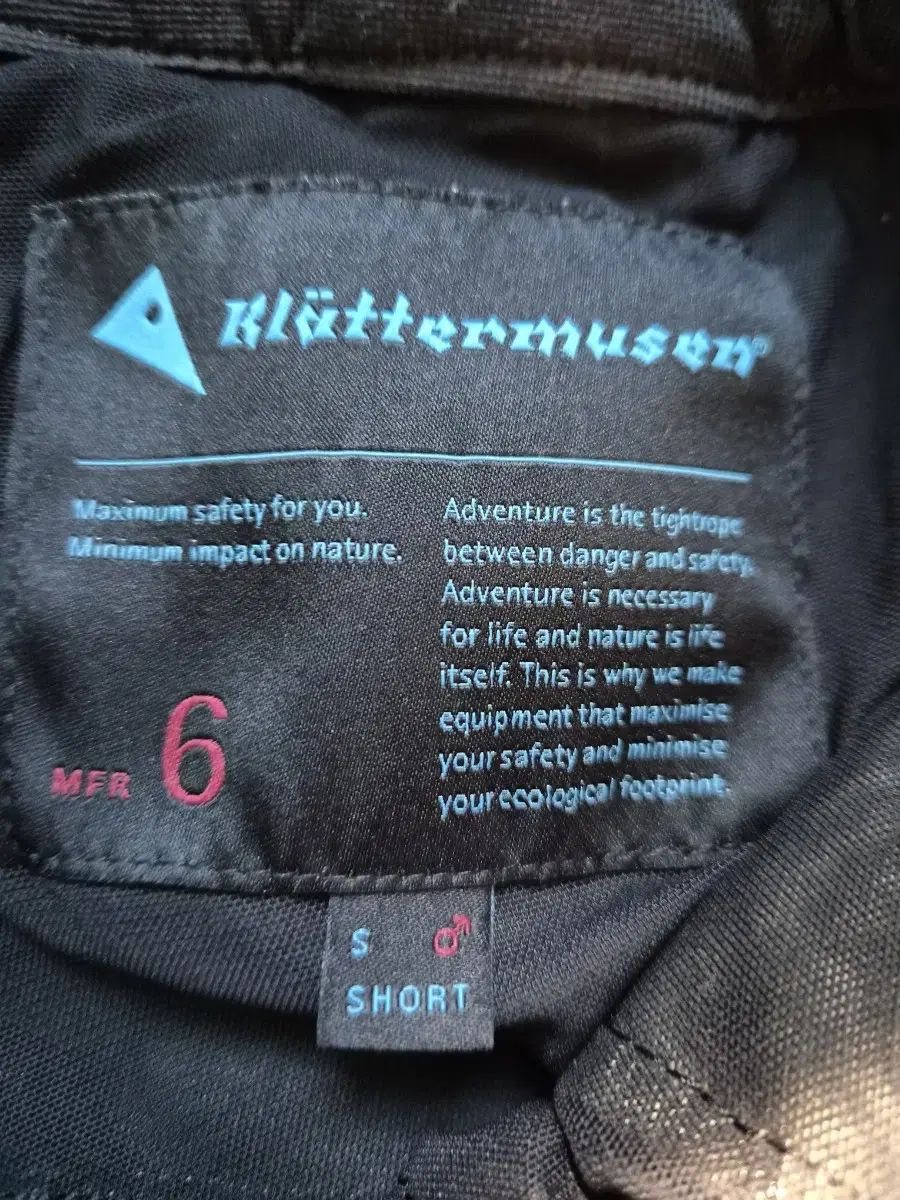 Klättermusen®
Maximum safety for you.
Minimum impact on nature.
Adventure is the tightrope
between danger and safety.
Adventure is necessary
for life and nature is life
itself. This is why we make
equipment that maximise
your safety and minimise
your ecological footprint.
MFR 6
S ♂
SHORT